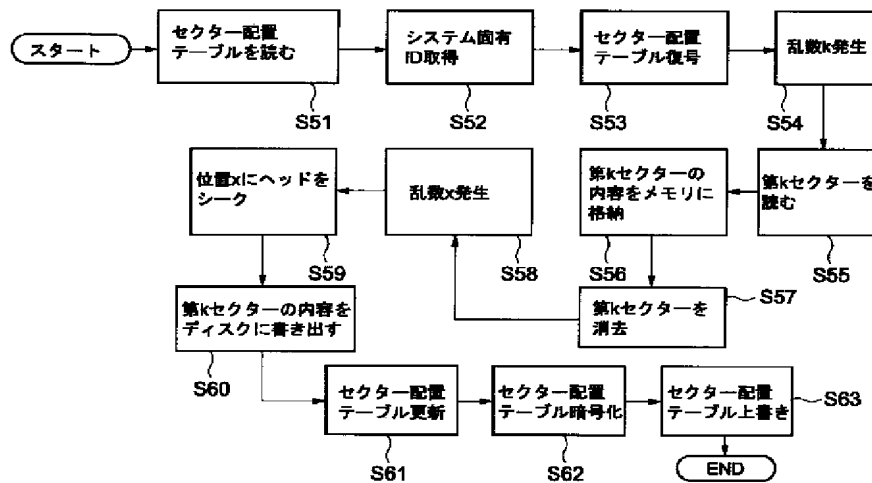 スタート
セクター配置
テーブルを読む
S51
システム固有
ID取得
S52
セクター配置
テーブル復号
S53
乱数k発生
S54
第kセクターを
読む
S55
第kセクターの
内容をメモリに
格納
S56
第kセクターを
消去
S57
乱数x発生
S58
位置xにヘッドを
シーク
S59
第kセクターの内容を
ディスクに書き出す
S60
セクター配置
テーブル更新
S61
セクター配置
テーブル暗号化
S62
セクター配置
テーブル上書き
S63
END